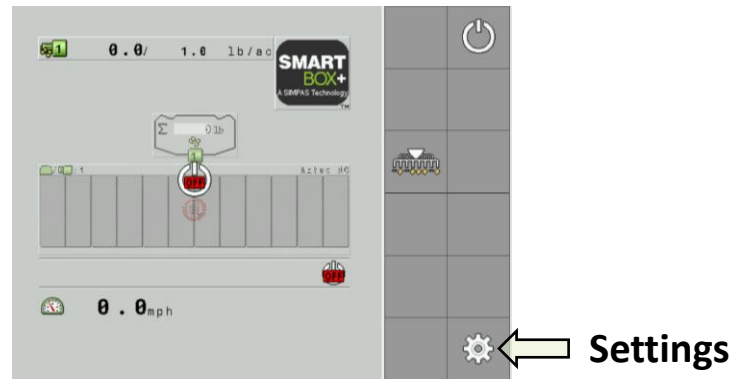 1 0.0/ 1.0 lb/ac
SMART
BOX+
A SIMPAS Technology
TM
Σ 0 lb
1
1 Aztec HC
OFF
OFF
0.0mph
Settings